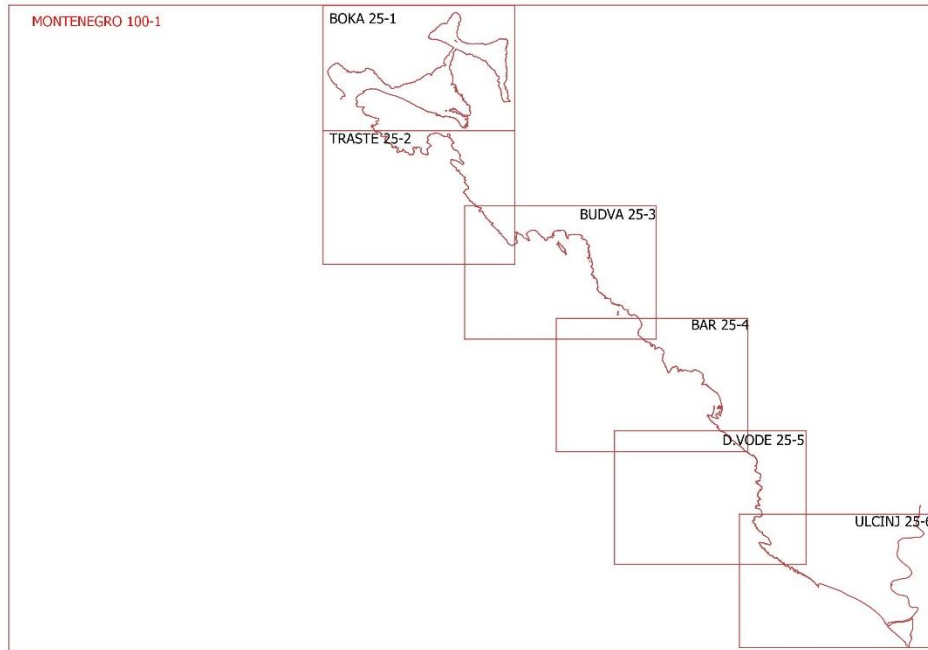 MONTENEGRO 100-1
BOKA 25-1
TRASTE 25-2
BUDVA 25-3
BAR 25-4
D.VODE 25-5
ULCINJ 25-6